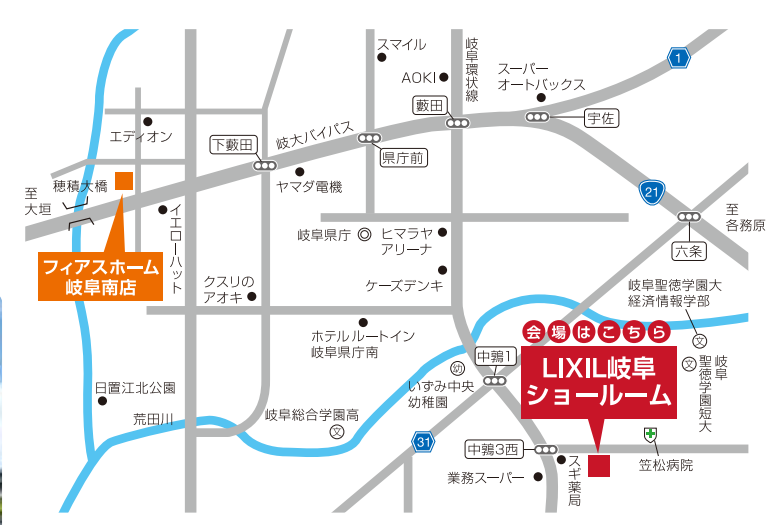 スマイル
AOKI
岐阜環状線
スーパー
オートバックス
1
エディオン
下藪田
岐大バイパス
県庁前
藪田
宇佐
21
至
大垣
穂積大橋
ヤマダ電機
イエローハット
フィアスホーム
岐阜南店
岐阜県庁
ヒマラヤ
アリーナ
至
各務原
六条
クスリの
アオキ
ケーズデンキ
岐阜聖徳学園大
経済情報学部
文
ホテルルートイン
岐阜県庁南
会場はこちら
LIXIL岐阜
ショールーム
中鶉1
幼
いずみ中央
幼稚園
文
岐阜
聖徳学園短大
日置江北公園
荒田川
岐阜総合学園高
文
31
中鶉3西
業務スーパー
スギ薬局
笠松病院